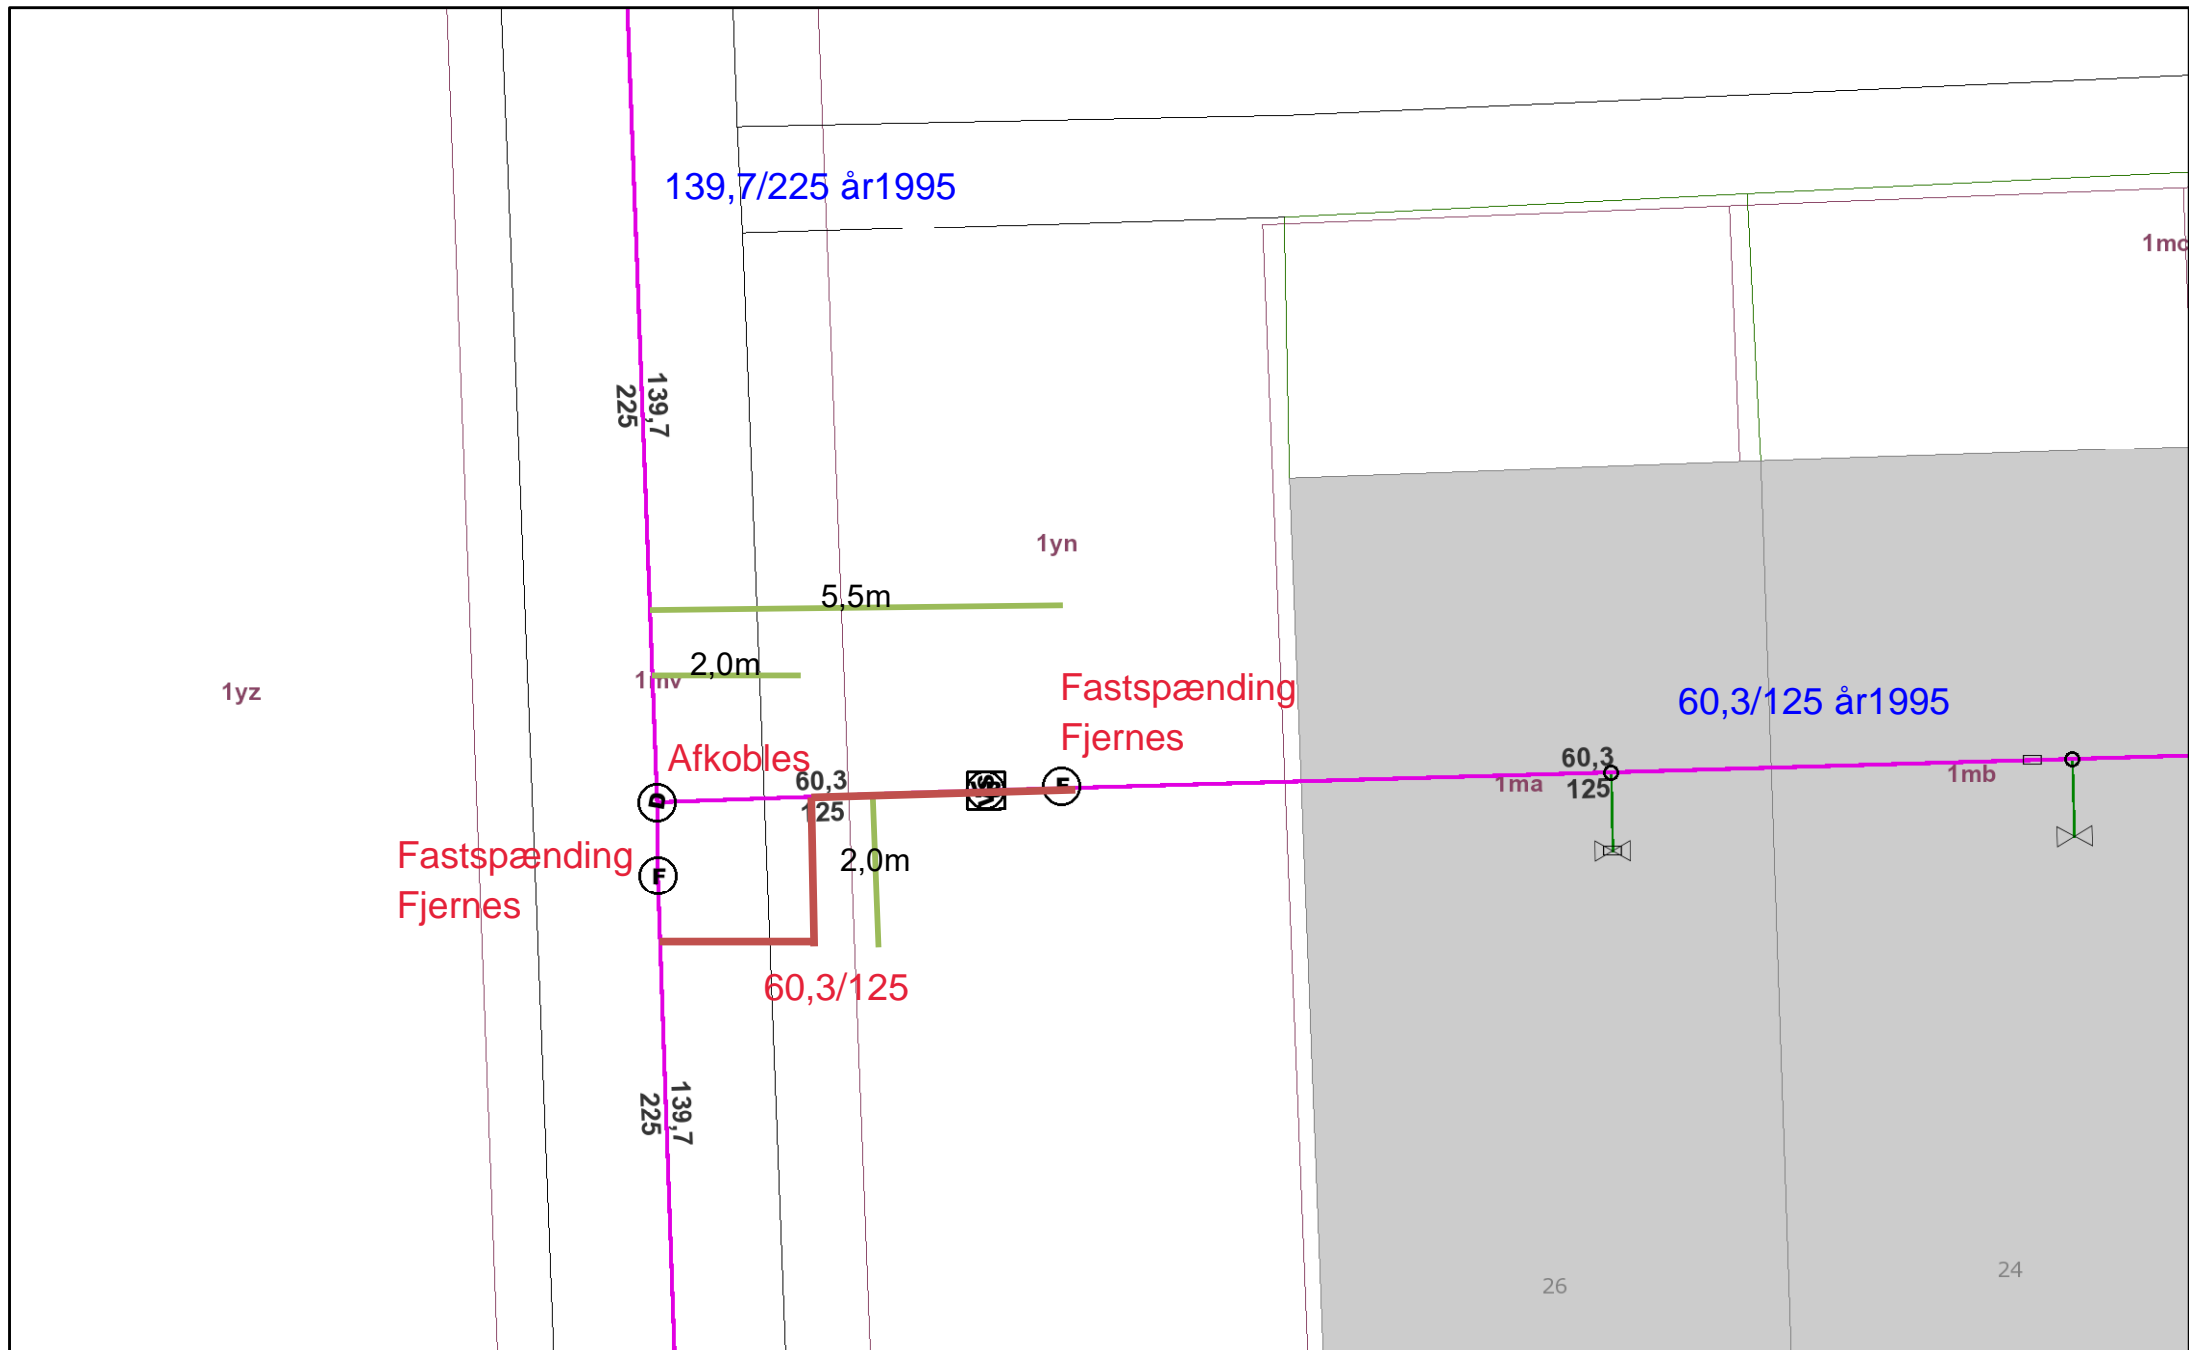 139,7/225 år1995
1mc
139,7
225
1yn
5,5m
2,0m
1mv
1yz
Fastspænding
Fjernes
60,3/125 år1995
Afkobles
60,3
125
60,3
125
1ma
1mb
D
F
2,0m
Fastspænding
Fjernes
F
60,3/125
139,7
225
26
24